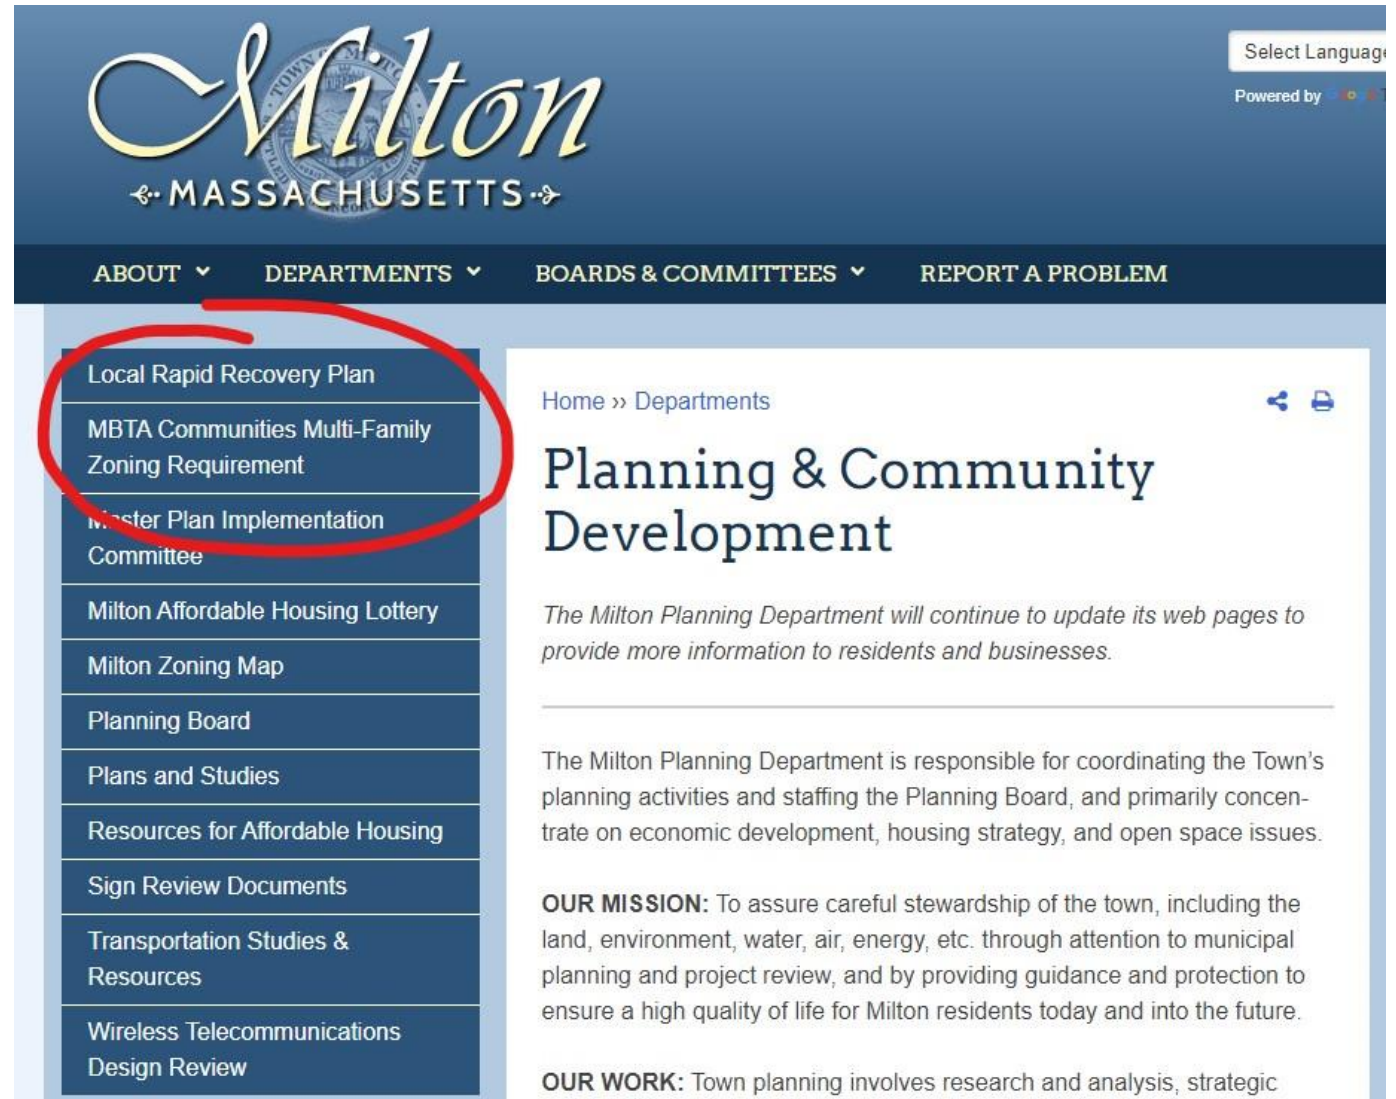 Milton
MASSACHUSETTS
Select Language
Powered by
ABOUT DEPARTMENTS BOARDS & COMMITTEES REPORT A PROBLEM
Local Rapid Recovery Plan
MBTA Communities Multi-Family
Zoning Requirement
Master Plan Implementation
Committee
Milton Affordable Housing Lottery
Milton Zoning Map
Planning Board
Plans and Studies
Resources for Affordable Housing
Sign Review Documents
Transportation Studies &
Resources
Wireless Telecommunications
Design Review
Home ›› Departments
Planning & Community
Development
The Milton Planning Department will continue to update its web pages to
provide more information to residents and businesses.
The Milton Planning Department is responsible for coordinating the Town’s
planning activities and staffing the Planning Board, and primarily concen-
trate on economic development, housing strategy, and open space issues.
OUR MISSION: To assure careful stewardship of the town, including the
land, environment, water, air, energy, etc. through attention to municipal
planning and project review, and by providing guidance and protection to
ensure a high quality of life for Milton residents today and into the future.
OUR WORK: Town planning involves research and analysis, strategic